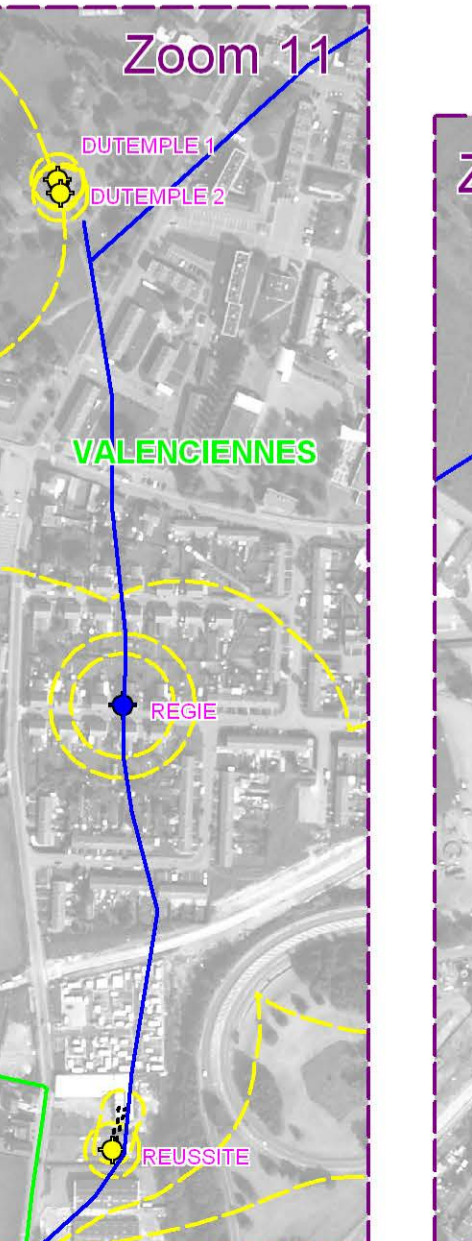 Zoom 11
Z
DUTEMPLE 1
DUTEMPLE 2
VALENCIENNES
REGIE
REUSSITE